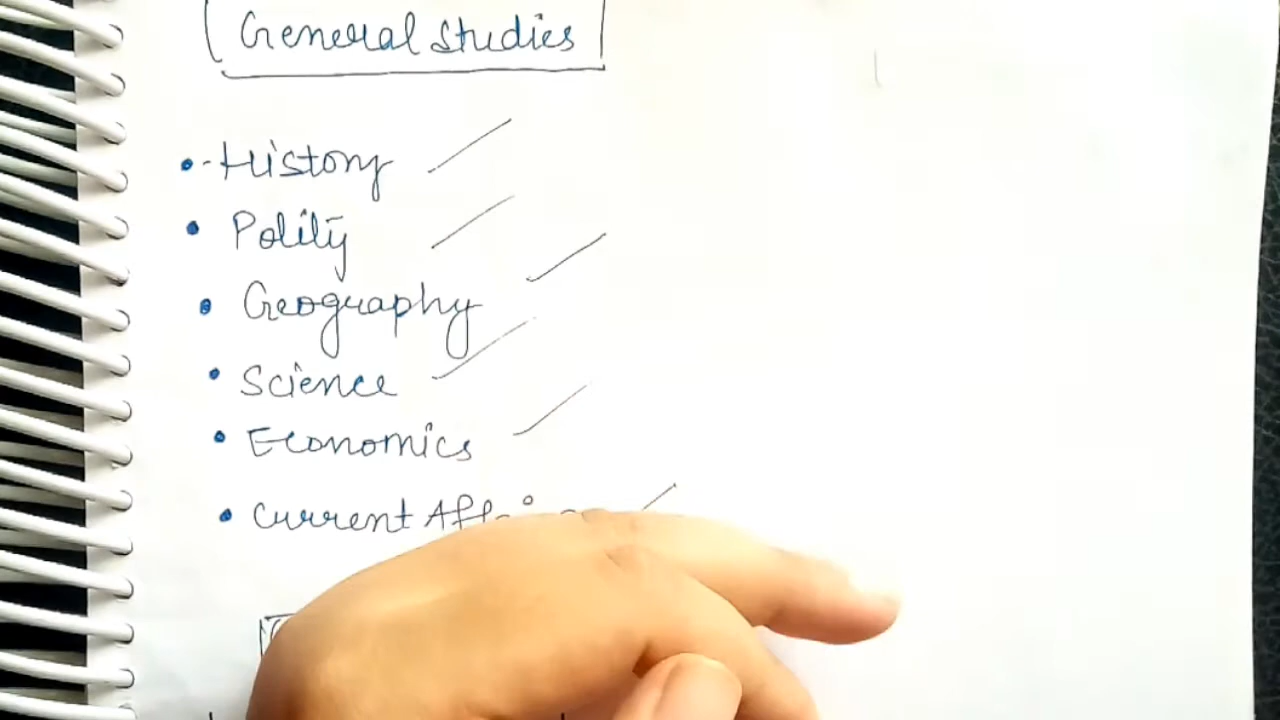 General Studies
• History
• Polity
• Geography
• Science
• Economics
• Current